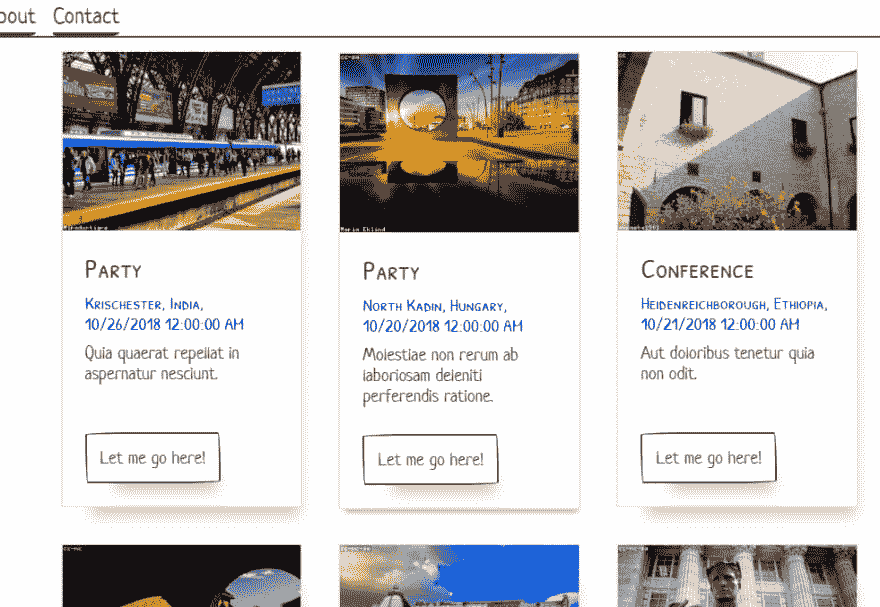 bout Contact
Party
Krischester, India,
10/26/2018 12:00:00 AM
Quia quaerat repellat in
aspernatur nesciunt.
Let me go here!
Maria Eklind
Party
North Kadin, Hungary,
10/20/2018 12:00:00 AM
Molestiae non rerum ab
laboriosam deleniti
perferendis ratione.
Let me go here!
Conference
Heidenreichborough, Ethiopia,
10/21/2018 12:00:00 AM
Aut doloribus tenetur quia
non odit.
Let me go here!